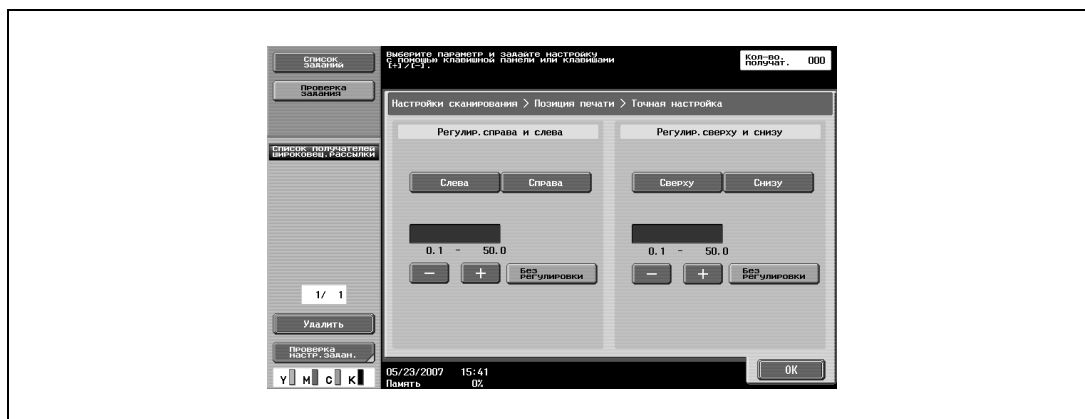 Список
заданий
Проверка
задания
Список получателей
широковещ.рассылки
1/ 1
Удалить
Проверка
настр.задан.
Y M C K
Выберите параметр и задайте настройку
с помощью клавишной панели или клавишами
[+]/[-].
Кол-во.
получат. 000
Настройки сканирования > Позиция печати > Точная настройка
Регулир.справа и слева
Слева Справа
0.1 - 50.0
− +
Без
регулировки
Регулир.сверху и снизу
Сверху Снизу
0.1 - 50.0
− +
Без
регулировки
05/23/2007 15:41
Память 0%
OK